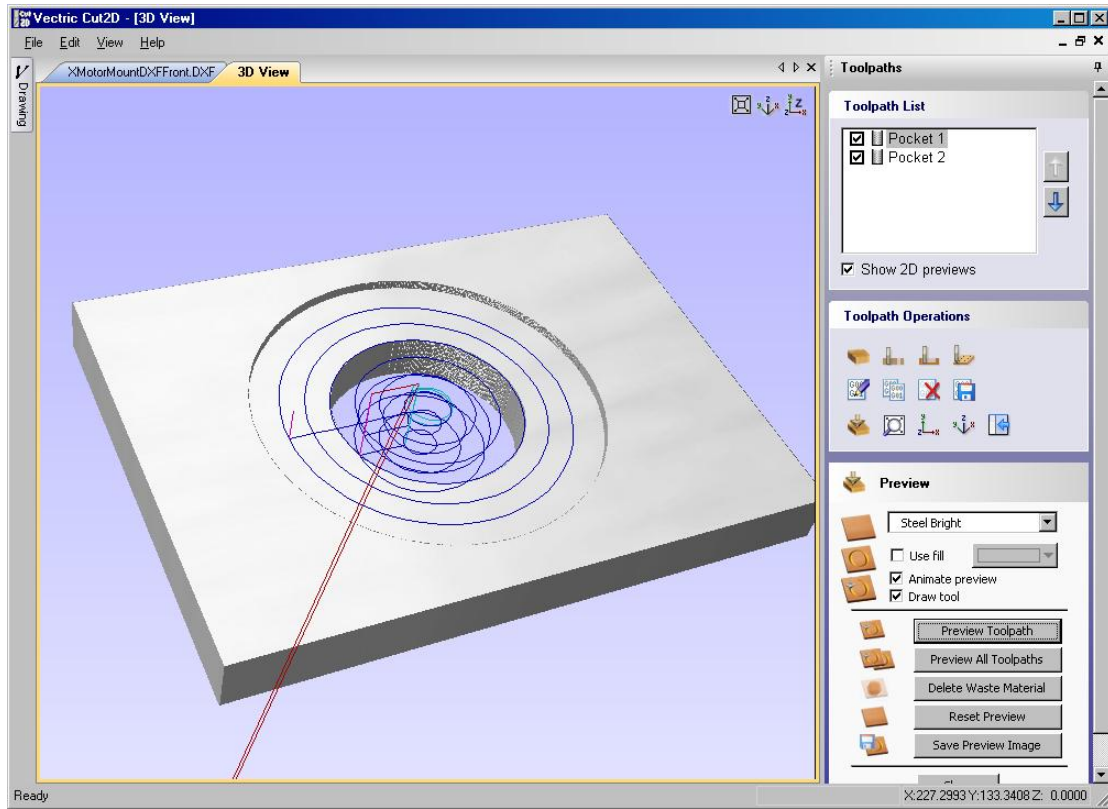 Vectric Cut2D - [3D View]
File Edit View Help
V Drawing
XMotorMountDXFFront.DXF 3D View
Toolpaths
Toolpath List
Pocket 1
Pocket 2
Show 2D previews
Toolpath Operations
Preview
Steel Bright
Use fill
Animate preview
Draw tool
Preview Toolpath
Preview All Toolpaths
Delete Waste Material
Reset Preview
Save Preview Image
Ready
X:227.2993 Y:133.3408 Z: 0.0000